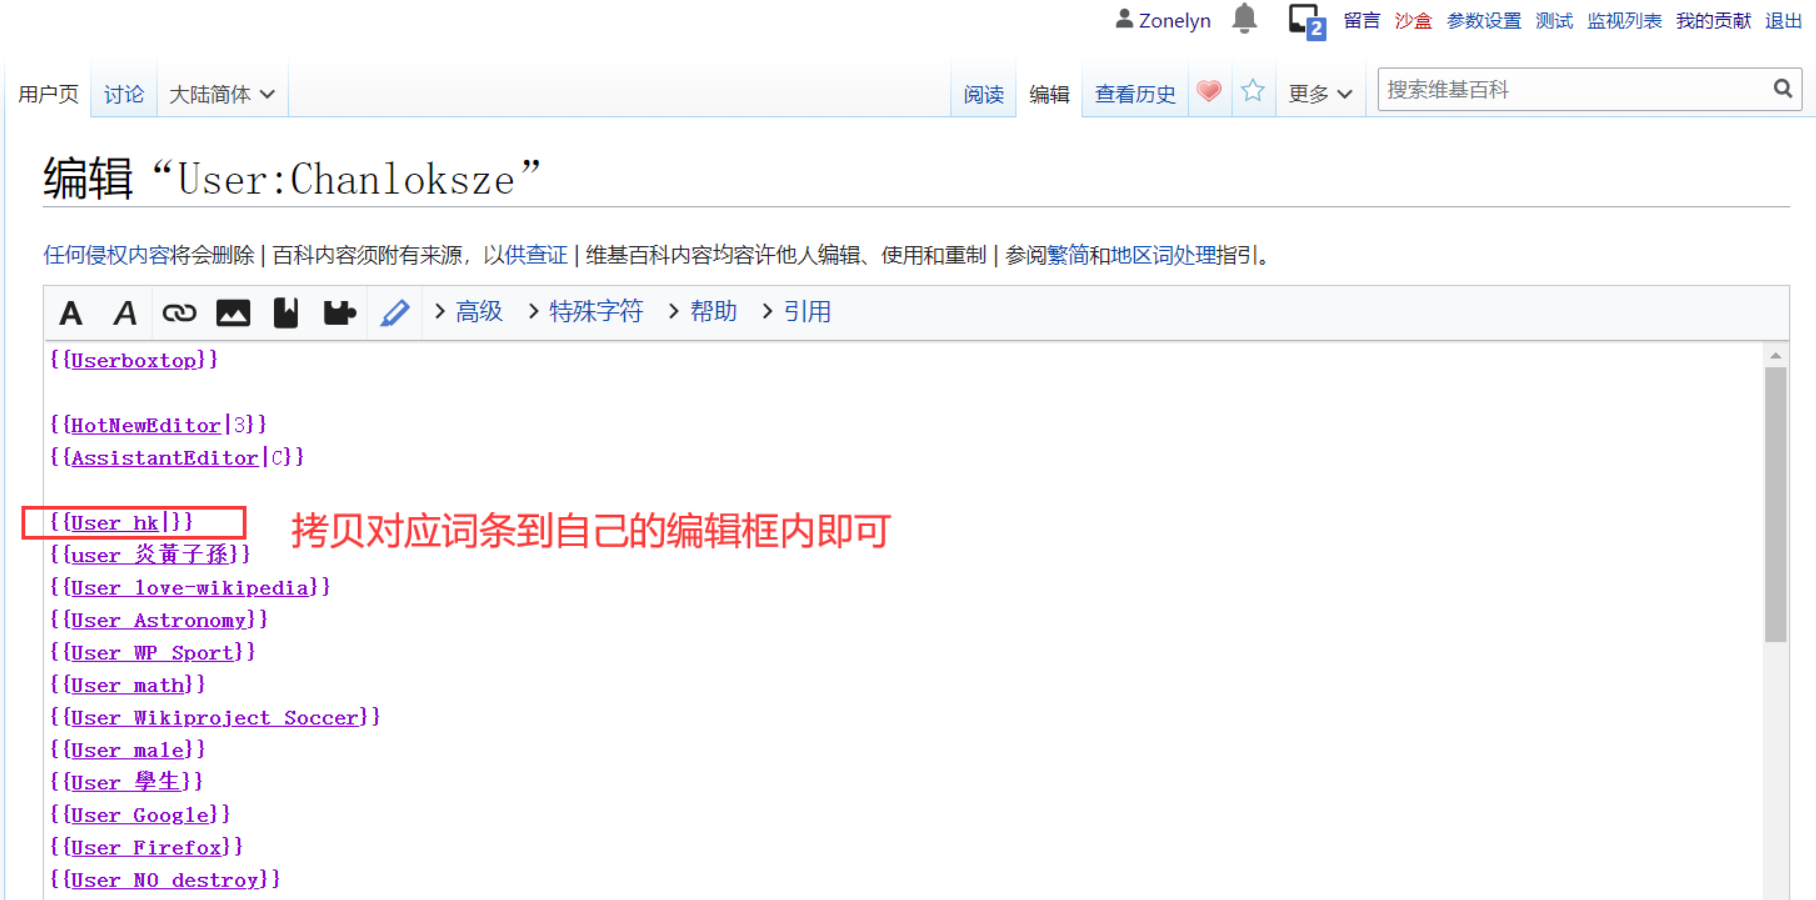 Zonelyn 2 留言 沙盒 参数设置 测试 监视列表 我的贡献 退出
用户页 讨论 大陆简体 阅读 编辑 查看历史 更多 搜索维基百科
编辑“User:Chanloksze”
任何侵权内容将会删除 | 百科内容须附有来源，以供查证 | 维基百科内容均容许他人编辑、使用和重制 | 参阅繁简和地区词处理指引。
A A 高级 特殊字符 帮助 引用
{{Userboxtop}}
{{HotNewEditor|3}}
{{AssistantEditor|C}}
{{User hk|}}
拷贝对应词条到自己的编辑框内即可
{{user 炎黃子孫}}
{{User love-wikipedia}}
{{User Astronomy}}
{{User WP Sport}}
{{User math}}
{{User Wikiproject Soccer}}
{{User male}}
{{User 學生}}
{{User Google}}
{{User Firefox}}
{{User NO destroy}}